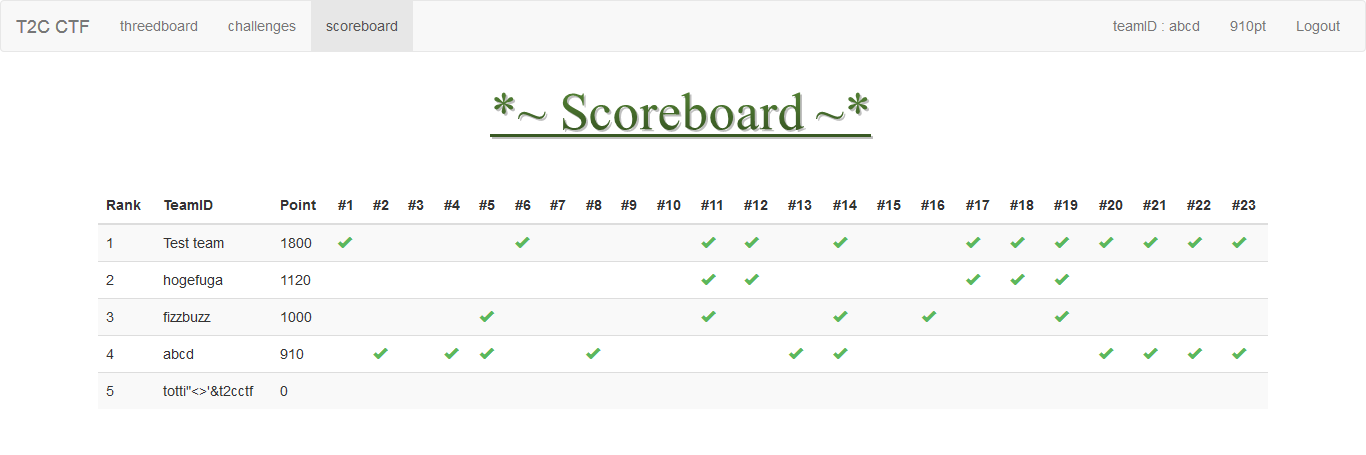 T2C CTF threedboard challenges scoreboard teamID : abcd 910pt Logout
*~ Scoreboard ~*
Rank TeamID Point #1 #2 #3 #4 #5 #6 #7 #8 #9 #10 #11 #12 #13 #14 #15 #16 #17 #18 #19 #20 #21 #22 #23
1 Test team 1800 ✔ ✔ ✔ ✔ ✔ ✔ ✔ ✔ ✔ ✔ ✔ ✔
2 hogefuga 1120 ✔ ✔ ✔ ✔ ✔
3 fizzbuzz 1000 ✔ ✔ ✔ ✔ ✔
4 abcd 910 ✔ ✔ ✔ ✔ ✔ ✔ ✔ ✔ ✔ ✔
5 totti"<>'&t2cctf 0